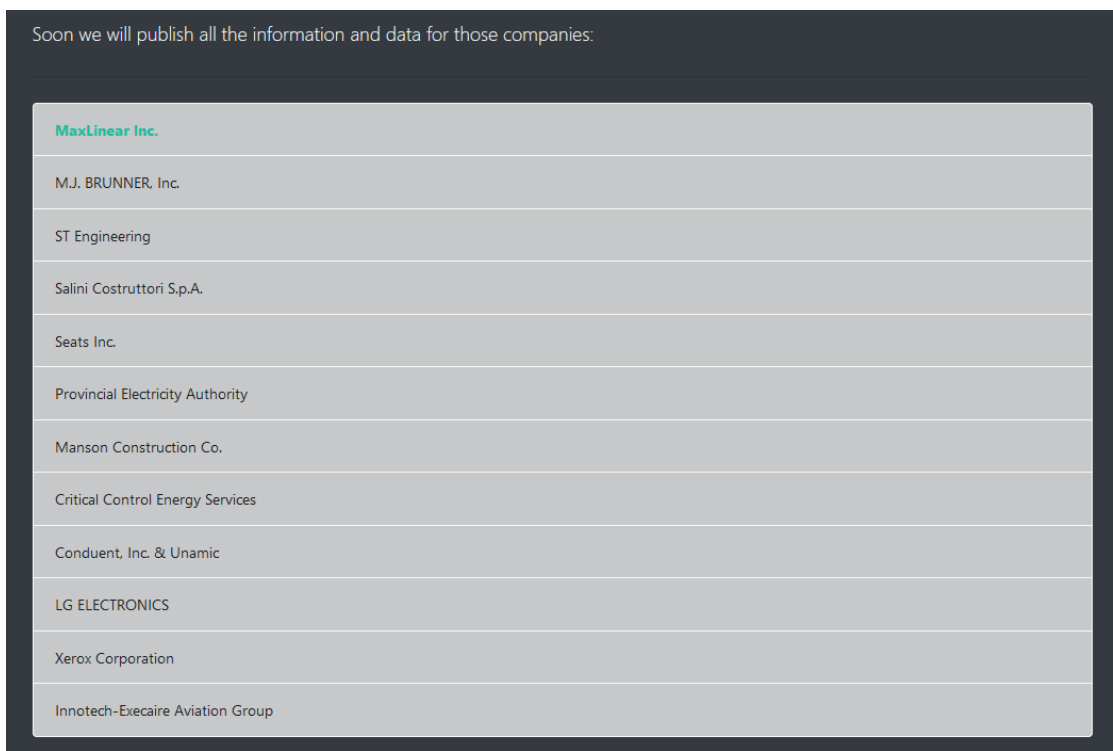 Soon we will publish all the information and data for those companies:
MaxLinear Inc.
M.J. BRUNNER, Inc.
ST Engineering
Salini Costruttori S.p.A.
Seats Inc.
Provincial Electricity Authority
Manson Construction Co.
Critical Control Energy Services
Conduent, Inc. & Unamic
LG ELECTRONICS
Xerox Corporation
Innotech-Execaire Aviation Group